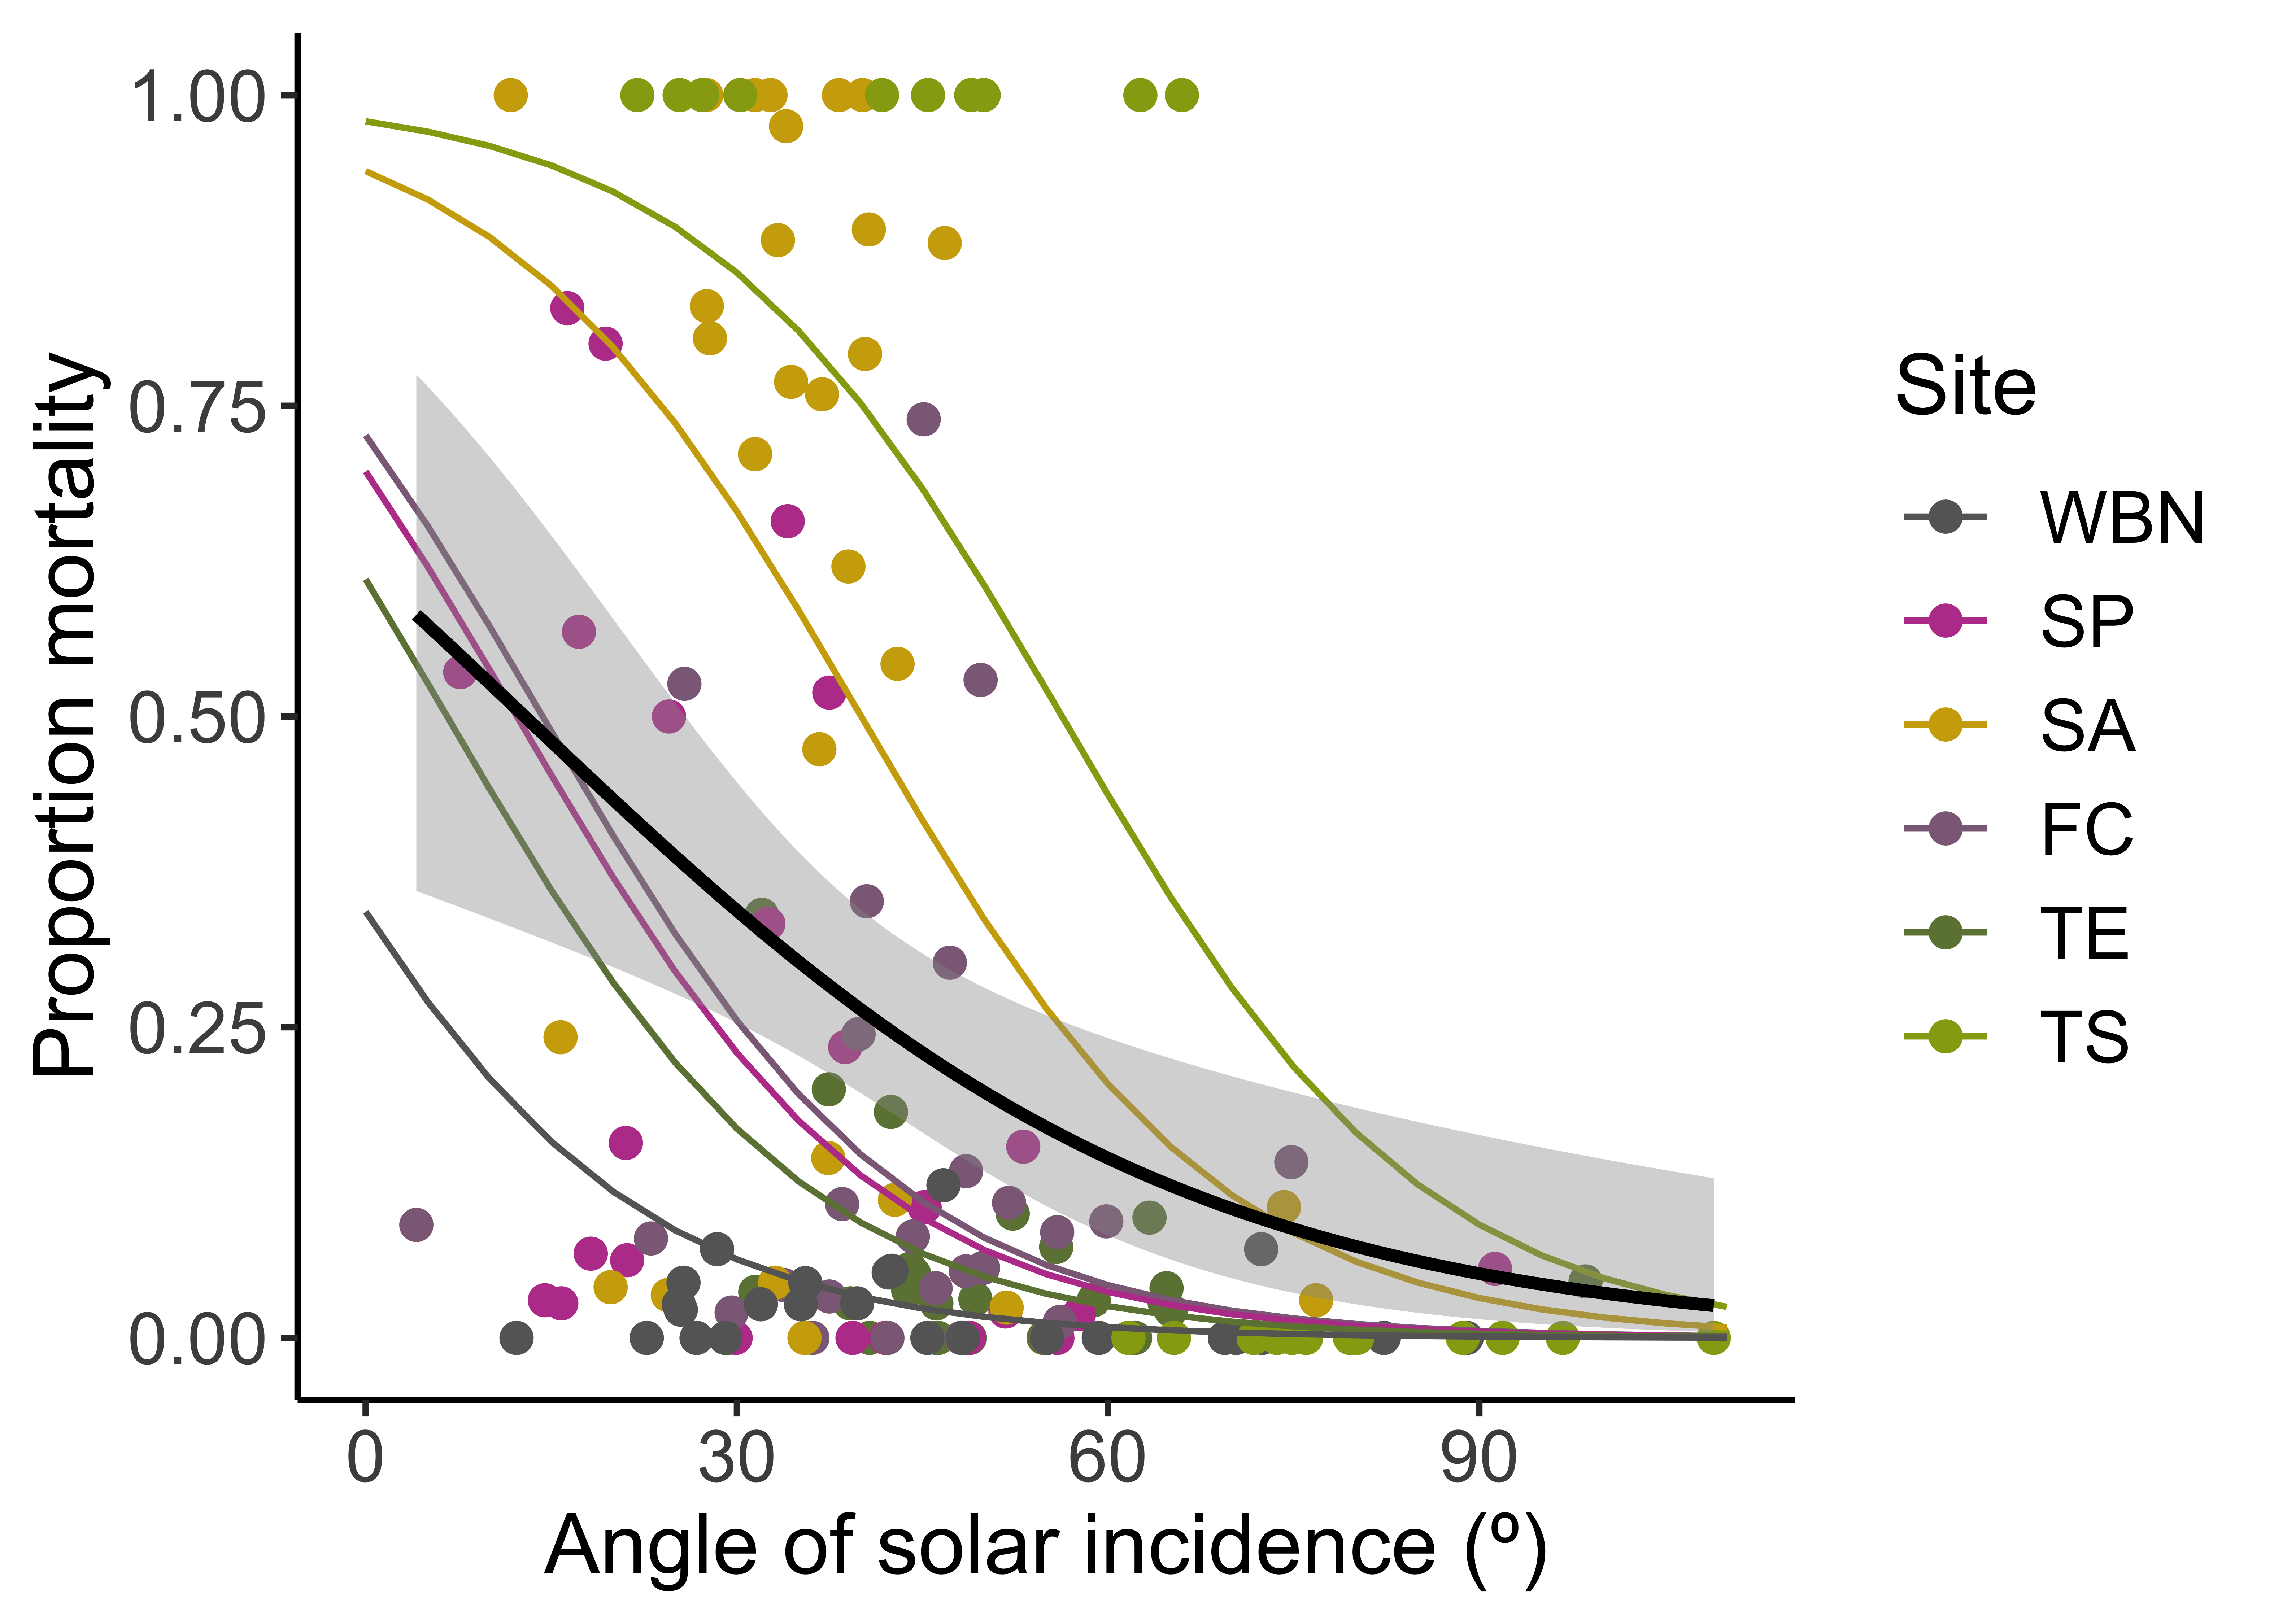 Proportion mortality
1.00
0.75
0.50
0.25
0.00
0 30 60 90
Angle of solar incidence (º)
Site
WBN
SP
SA
FC
TE
TS